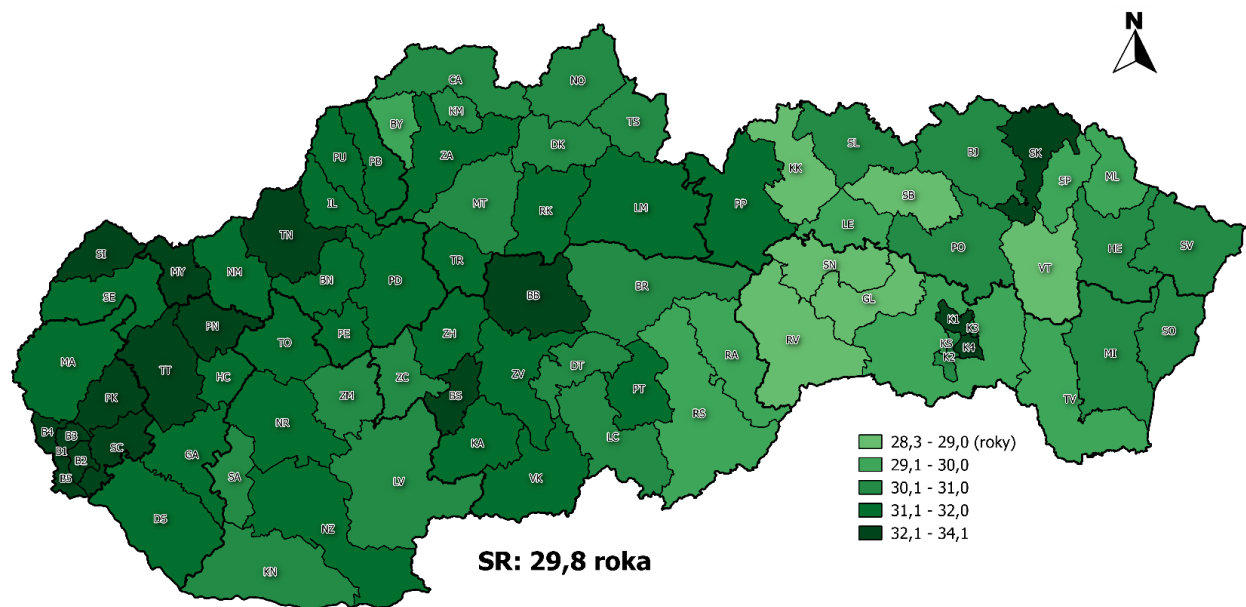 N
CA
NO
KM
BY
TS
PU
PB
ZA
DK
SL
BJ
SK
KK
SP
ML
IL
MT
RK
LM
PP
SB
LE
TN
SI
MY
NM
TR
PO
HE
SV
BN
PD
SN
VT
SE
BB
BR
GL
PN
PE
ZH
K1
K3
TO
RV
K5
K4
K2
SO
MA
TT
HC
ZC
DT
RA
MI
ZV
PK
ZM
BS
PT
TV
NR
RS
B4
B3
SC
KA
LC
B1
B2
GA
B5
SA
LV
VK
DS
NZ
KN
28,3 - 29,0 (roky)
29,1 - 30,0
30,1 - 31,0
31,1 - 32,0
32,1 - 34,1
SR: 29,8 roka